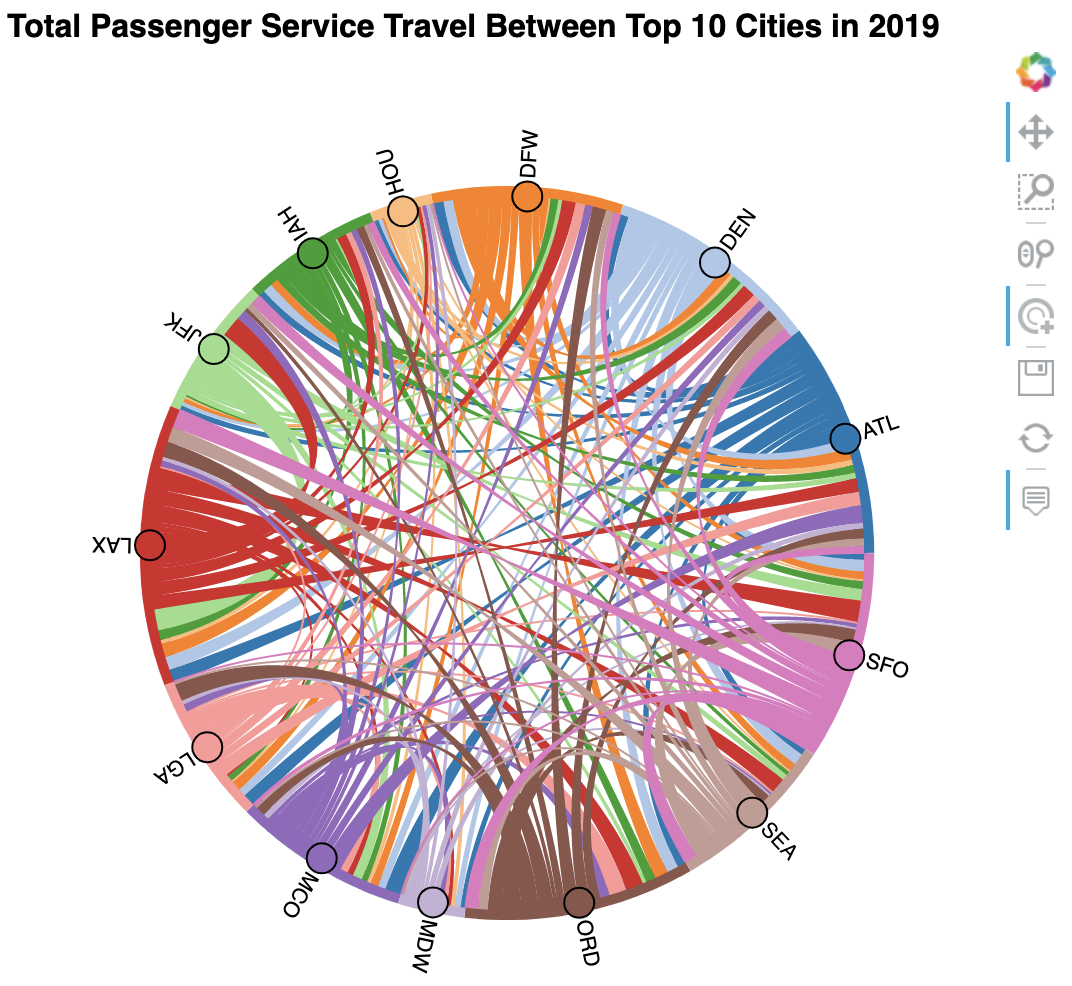 Total Passenger Service Travel Between Top 10 Cities in 2019
DFW
HOU
DEN
IAH
JFK
ATL
LAX
SFO
LGA
SEA
MCO
MDW
ORD